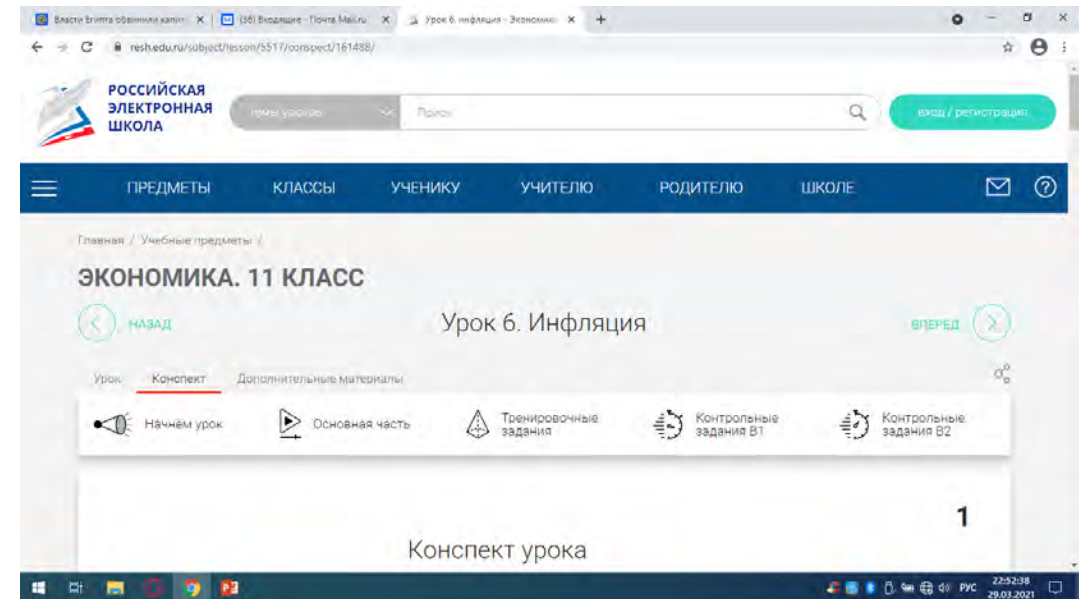 Власти Египта обвинили капит
(36) Входящие - Почта Mail.ru
Урок 6. инфляция - Экономик
resh.edu.ru/subject/lesson/5517/conspect/161488/
РОССИЙСКАЯ
ЭЛЕКТРОННАЯ
ШКОЛА
темы уроков
Поиск
вход / регистрация
ПРЕДМЕТЫ КЛАССЫ УЧЕНИКУ УЧИТЕЛЮ РОДИТЕЛЮ ШКОЛЕ
Главная / Учебные предметы /
ЭКОНОМИКА. 11 КЛАСС
НАЗАД
Урок 6. Инфляция
ВПЕРЁД
Урок Конспект Дополнительные материалы
Начнём урок
Основная часть
Тренировочные
задания
Контрольные
задания В1
Контрольные
задания В2
1
Конспект урока
РУС
22:52:38
29.03.2021